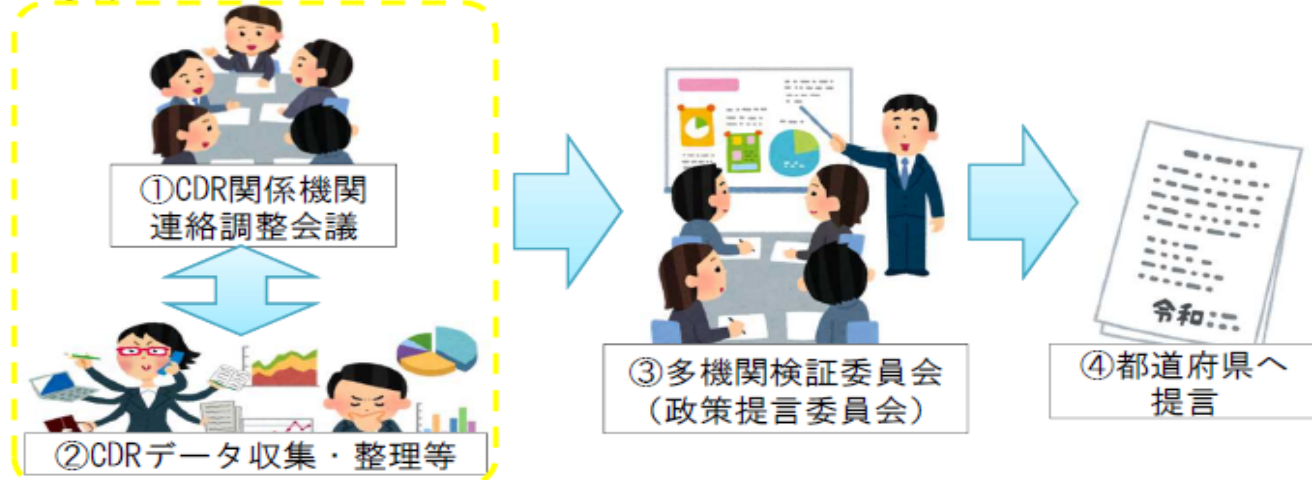 ①CDR関係機関
連絡調整会議
②CDRデータ収集・整理等
③多機関検証委員会
（政策提言委員会）
令和
④都道府県へ
提言